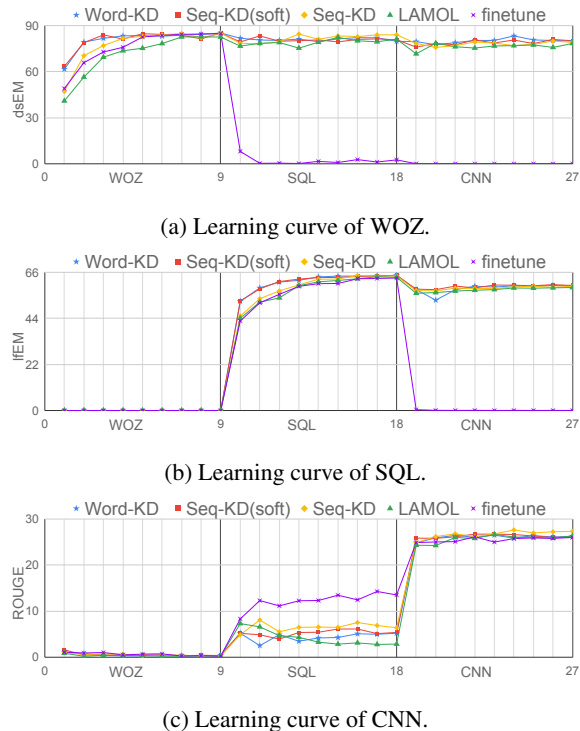 Word-KD Seq-KD(soft) Seq-KD LAMOL finetune
90
60
30
0
dsEM
0 WOZ 9 SQL 18 CNN 27
(a) Learning curve of WOZ.
Word-KD Seq-KD(soft) Seq-KD LAMOL finetune
66
44
22
0
lfEM
0 WOZ 9 SQL 18 CNN 27
(b) Learning curve of SQL.
Word-KD Seq-KD(soft) Seq-KD LAMOL finetune
30
20
10
0
ROUGE
0 WOZ 9 SQL 18 CNN 27
(c) Learning curve of CNN.